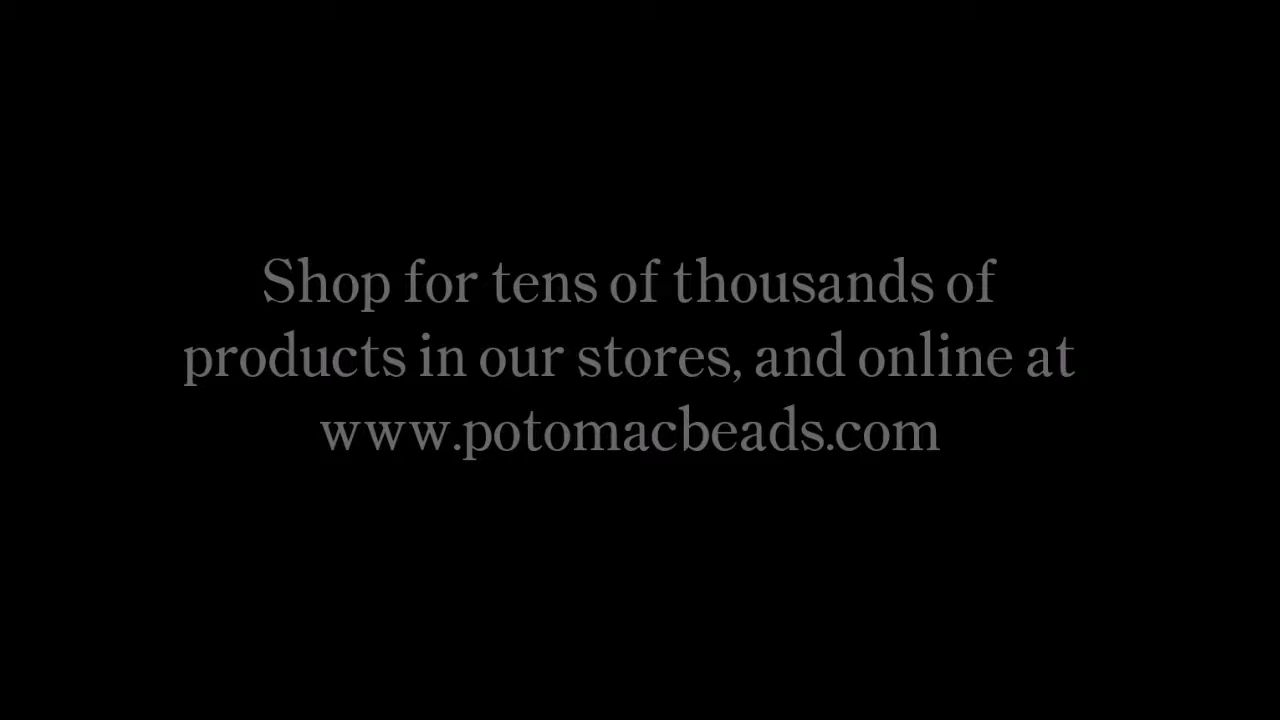 Shop for tens of thousands of
products in our stores, and online at
www.potomacbeads.com